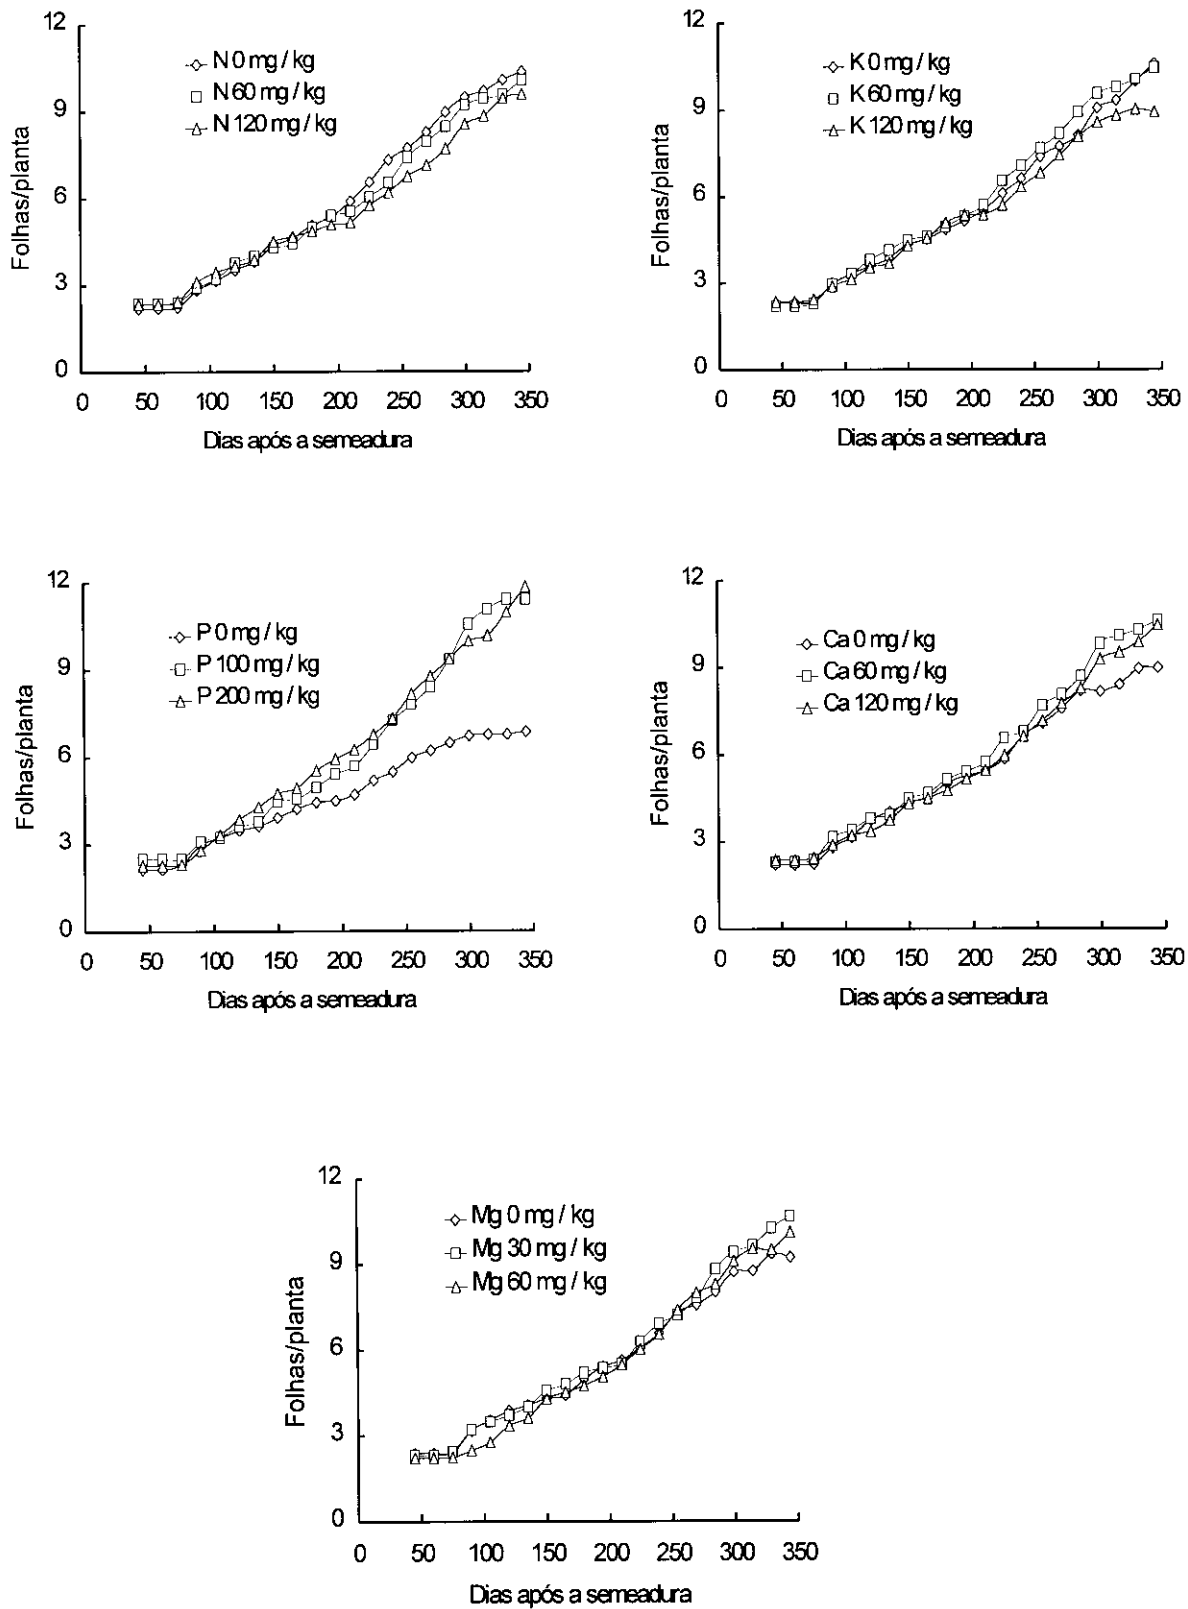 12
9
6
3
0
Folhas/planta
N 0 mg / kg
N 60 mg / kg
N 120 mg / kg
0 50 100 150 200 250 300 350
Dias após a semeadura
12
9
6
3
0
Folhas/planta
K 0 mg / kg
K 60 mg / kg
K 120 mg / kg
0 50 100 150 200 250 300 350
Dias após a semeadura
12
9
6
3
0
Folhas/planta
P 0 mg / kg
P 100 mg / kg
P 200 mg / kg
0 50 100 150 200 250 300 350
Dias após a semeadura
12
9
6
3
0
Folhas/planta
Ca 0 mg / kg
Ca 60 mg / kg
Ca 120 mg / kg
0 50 100 150 200 250 300 350
Dias após a semeadura
12
9
6
3
0
Folhas/planta
Mg 0 mg / kg
Mg 30 mg / kg
Mg 60 mg / kg
0 50 100 150 200 250 300 350
Dias após a semeadura